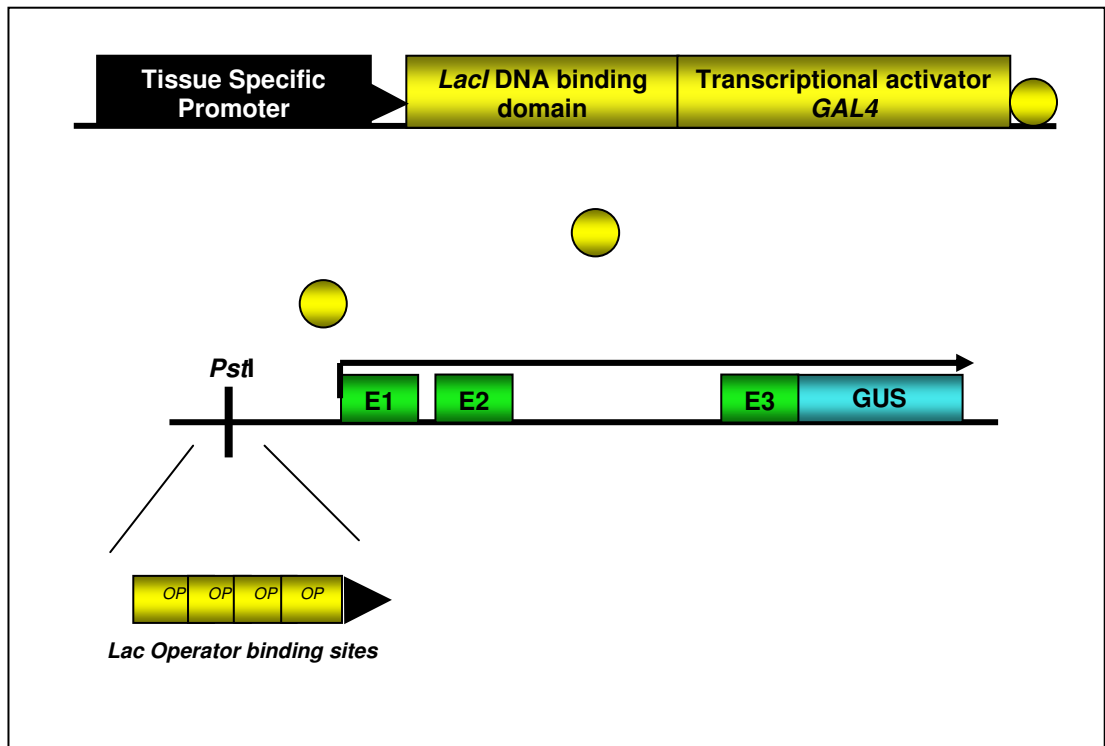 Tissue Specific
Promoter
LacI DNA binding
domain
Transcriptional activator
GAL4
PstI
E1
E2
E3
GUS
OP OP OP OP
Lac Operator binding sites